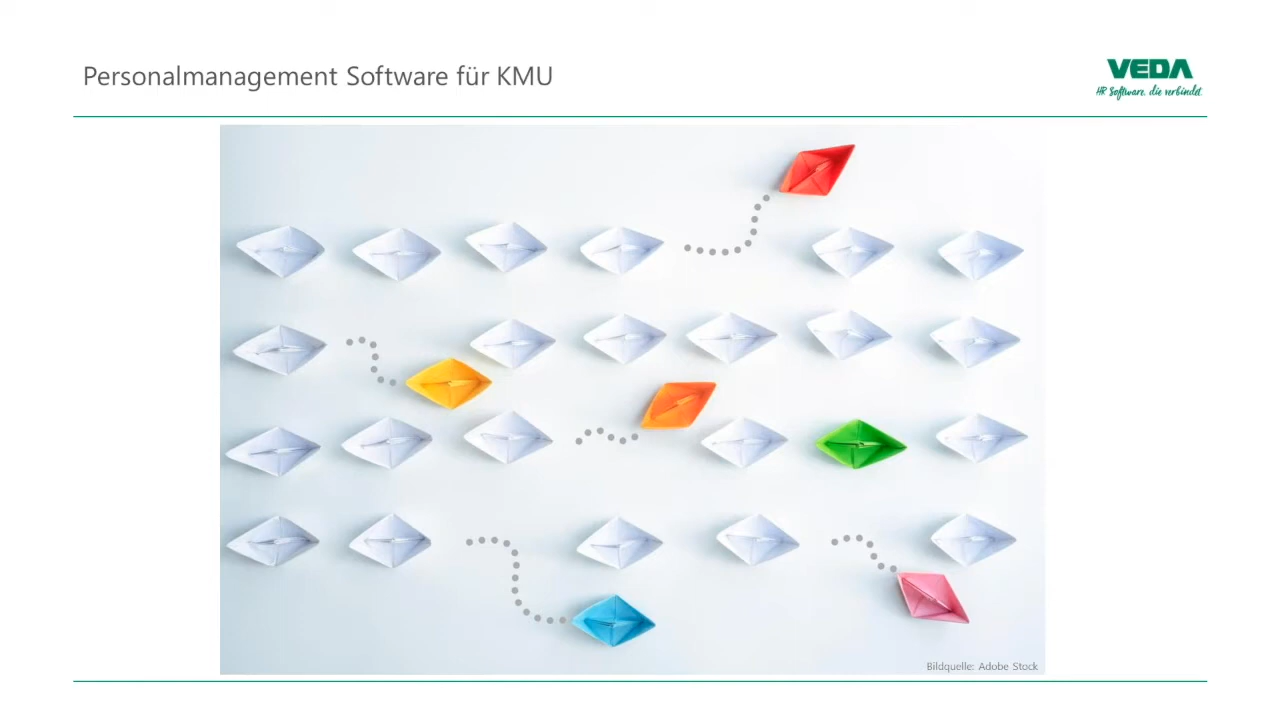 Personalmanagement Software für KMU
VEDA
HR Software, die verbindet.
Bildquelle: Adobe Stock